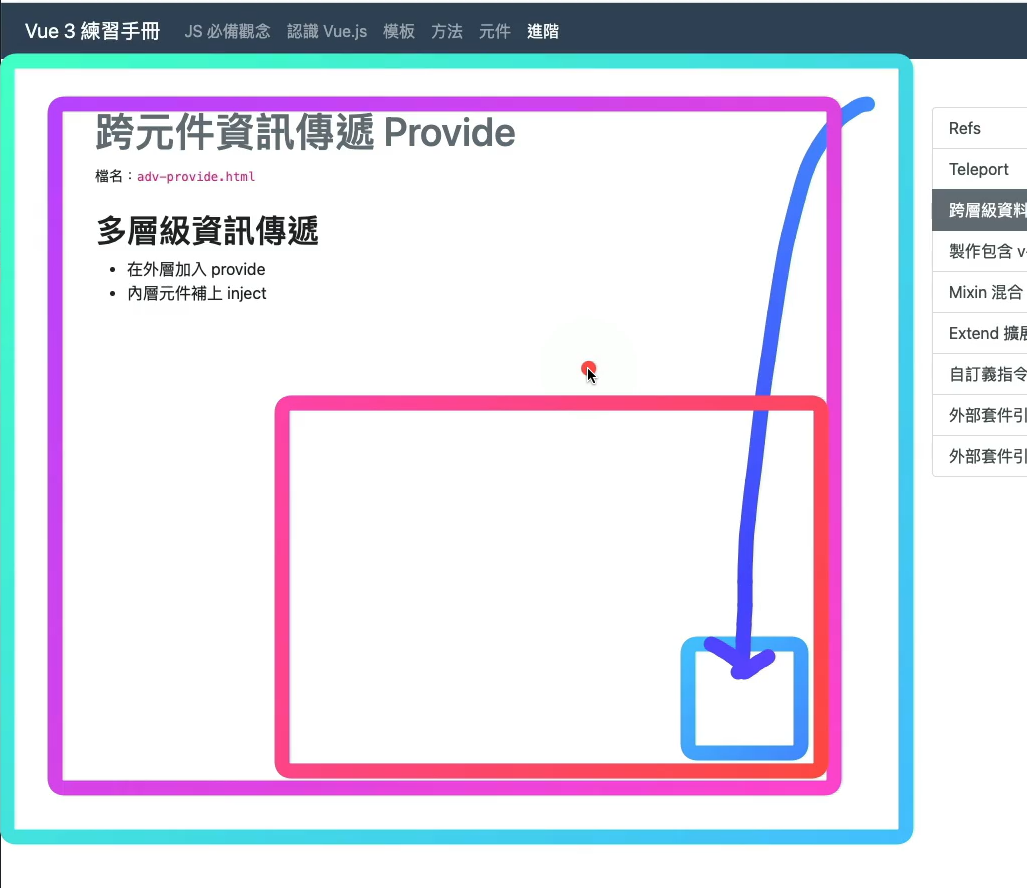 Vue 3 練習手冊 JS 必備觀念 認識 Vue.js 模板 方法 元件 進階
跨元件資訊傳遞 Provide
檔名：adv-provide.html
多層級資訊傳遞
在外層加入 provide
內層元件補上 inject
Refs
Teleport
跨層級資料
製作包含 v-
Mixin 混合
Extend 擴展
自訂義指令
外部套件引
外部套件引